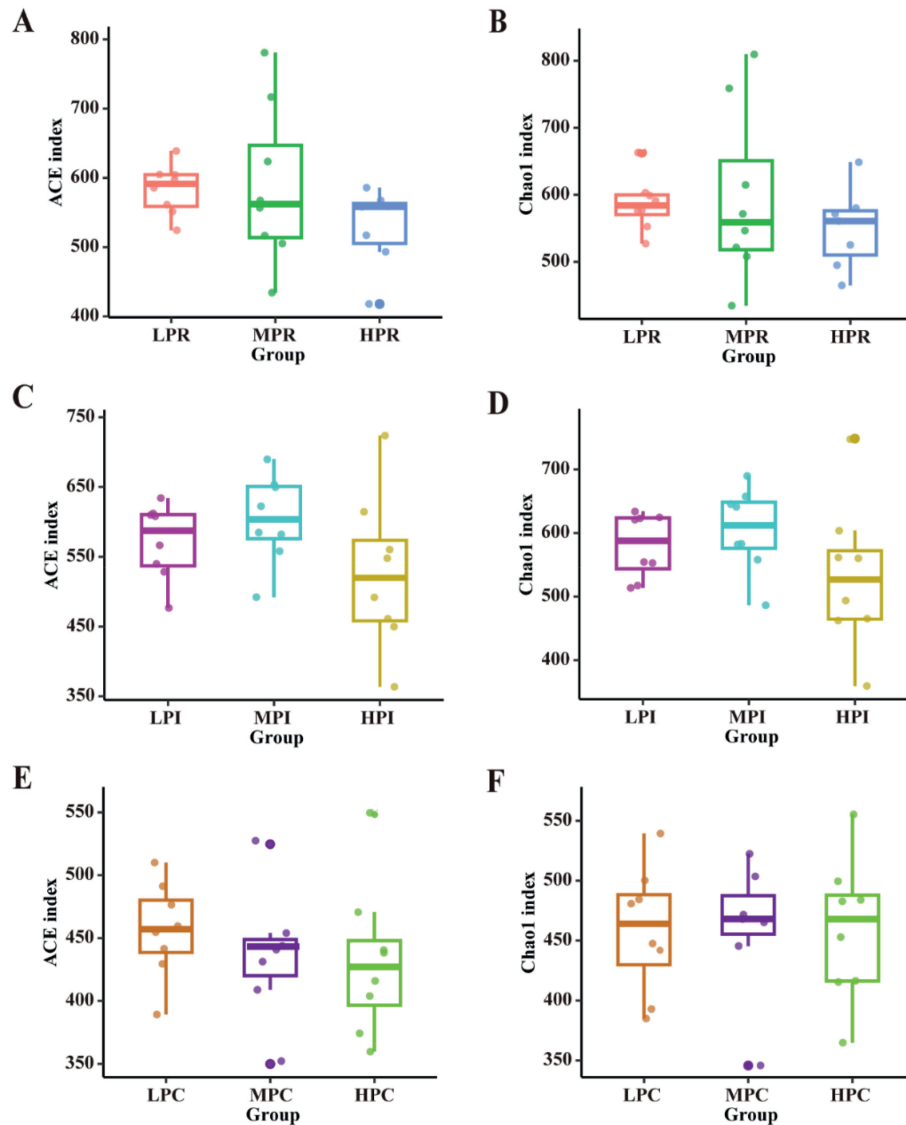 A
800
700
600
500
400
ACE index
LPR MPR HPR
Group
B
800
700
600
500
Chao1 index
LPR MPR HPR
Group
C
750
650
550
450
350
ACE index
LPI MPI HPI
Group
D
700
600
500
400
Chao1 index
LPI MPI HPI
Group
E
550
500
450
400
350
ACE index
LPC MPC HPC
Group
F
550
500
450
400
350
Chao1 index
LPC MPC HPC
Group